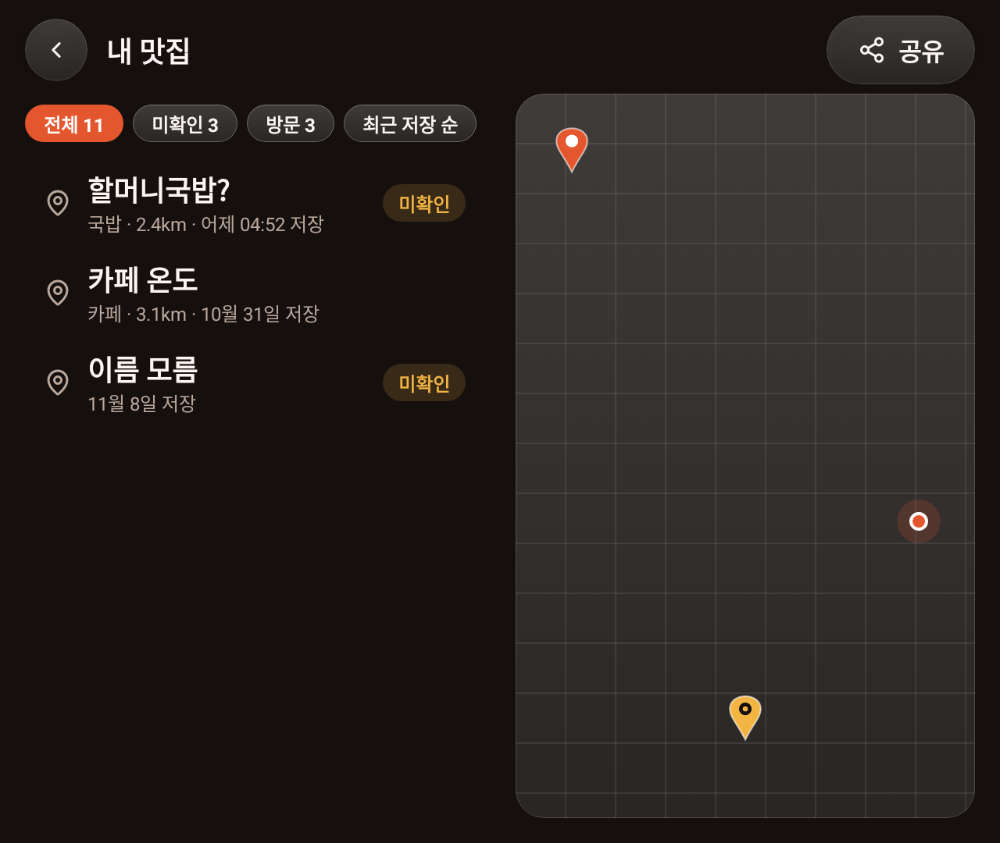 내 맛집
공유
전체 11
미확인 3
방문 3
최근 저장 순
할머니국밥?
국밥 · 2.4km · 어제 04:52 저장
미확인
카페 온도
카페 · 3.1km · 10월 31일 저장
이름 모름
11월 8일 저장
미확인